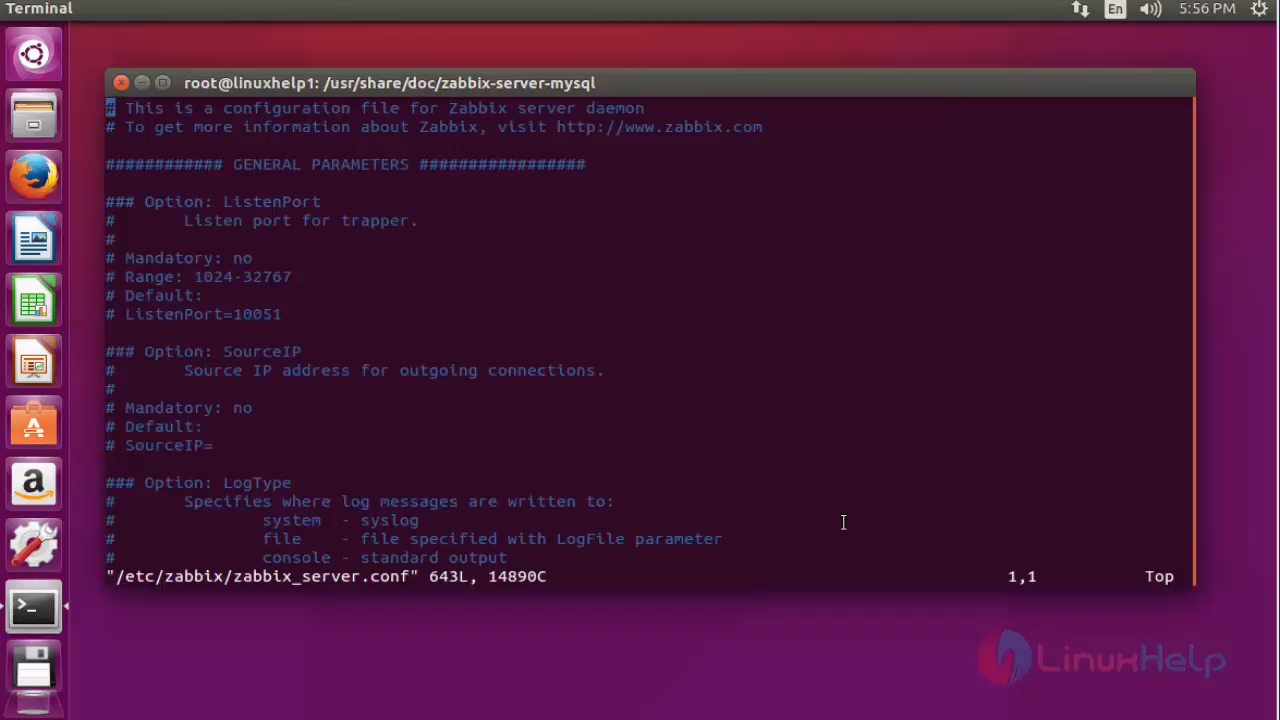 Terminal
En
5:56 PM
root@linuxhelp1: /usr/share/doc/zabbix-server-mysql
# This is a configuration file for Zabbix server daemon
# To get more information about Zabbix, visit http://www.zabbix.com
############ GENERAL PARAMETERS #################
### Option: ListenPort
#       Listen port for trapper.
#
# Mandatory: no
# Range: 1024-32767
# Default:
# ListenPort=10051
### Option: SourceIP
#       Source IP address for outgoing connections.
#
# Mandatory: no
# Default:
# SourceIP=
### Option: LogType
#       Specifies where log messages are written to:
#               system  - syslog
#               file    - file specified with LogFile parameter
#               console - standard output
"/etc/zabbix/zabbix_server.conf" 643L, 14890C 1,1 Top
LinuxHelp